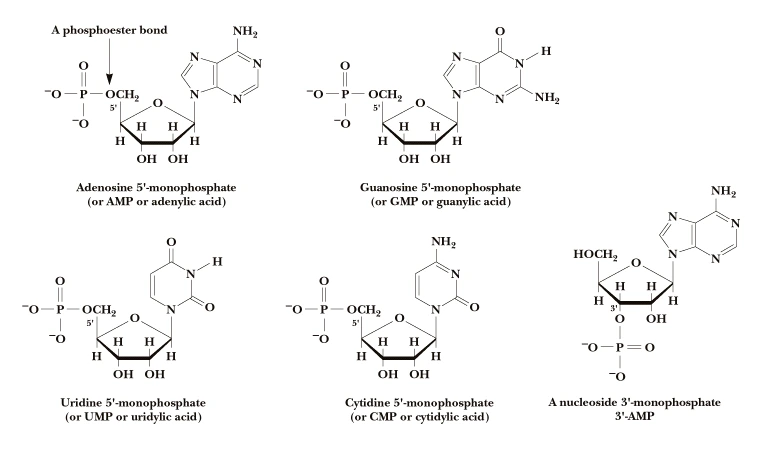 A phosphoester bond
NH₂
N
N
N
N
O
⁻O
P
OCH₂
⁻O
5'
O
H
H
H
H
OH OH
Adenosine 5'-monophosphate
(or AMP or adenylic acid)
O
N
N
H
N
N
NH₂
O
⁻O
P
OCH₂
⁻O
5'
O
H
H
H
H
OH OH
Guanosine 5'-monophosphate
(or GMP or guanylic acid)
O
H
N
N
O
O
⁻O
P
OCH₂
⁻O
5'
O
H
H
H
H
OH OH
Uridine 5'-monophosphate
(or UMP or uridylic acid)
NH₂
N
N
O
O
⁻O
P
OCH₂
⁻O
5'
O
H
H
H
H
OH OH
Cytidine 5'-monophosphate
(or CMP or cytidylic acid)
NH₂
N
N
N
N
HOCH₂
O
H
H
H
H
3'
O
OH
⁻O
P
O
⁻O
A nucleoside 3'-monophosphate
3'-AMP